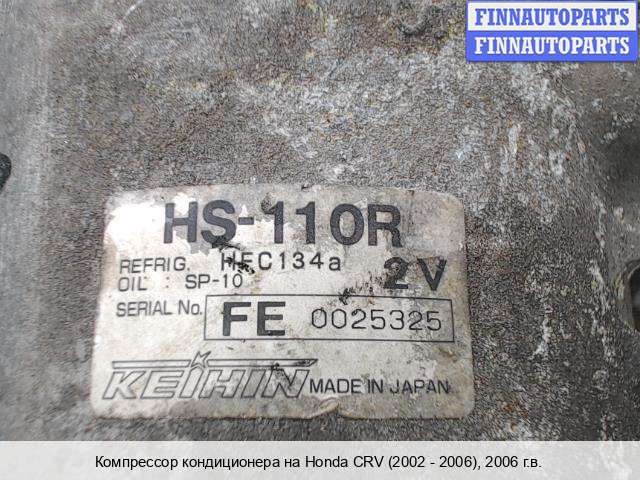 FINNAUTOPARTS
FINNAUTOPARTS
HS-110R
REFRIG. HFC134a 2V
OIL : SP-10
SERIAL No. FE 0025325
KEIHIN MADE IN JAPAN
Компрессор кондиционера на Honda CRV (2002 - 2006), 2006 г.в.